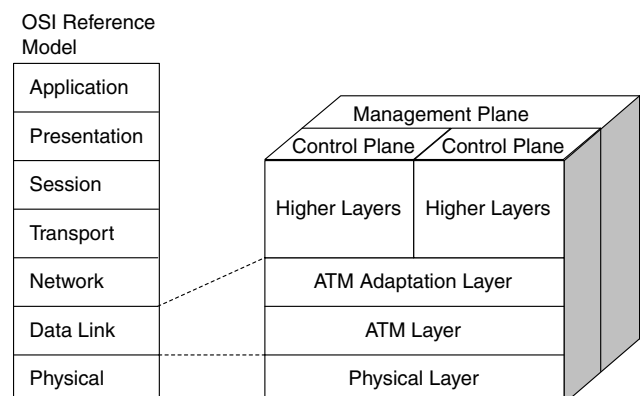 OSI Reference
Model
Application
Presentation
Session
Transport
Network
Data Link
Physical
Management Plane
Control Plane
Control Plane
Higher Layers
Higher Layers
ATM Adaptation Layer
ATM Layer
Physical Layer